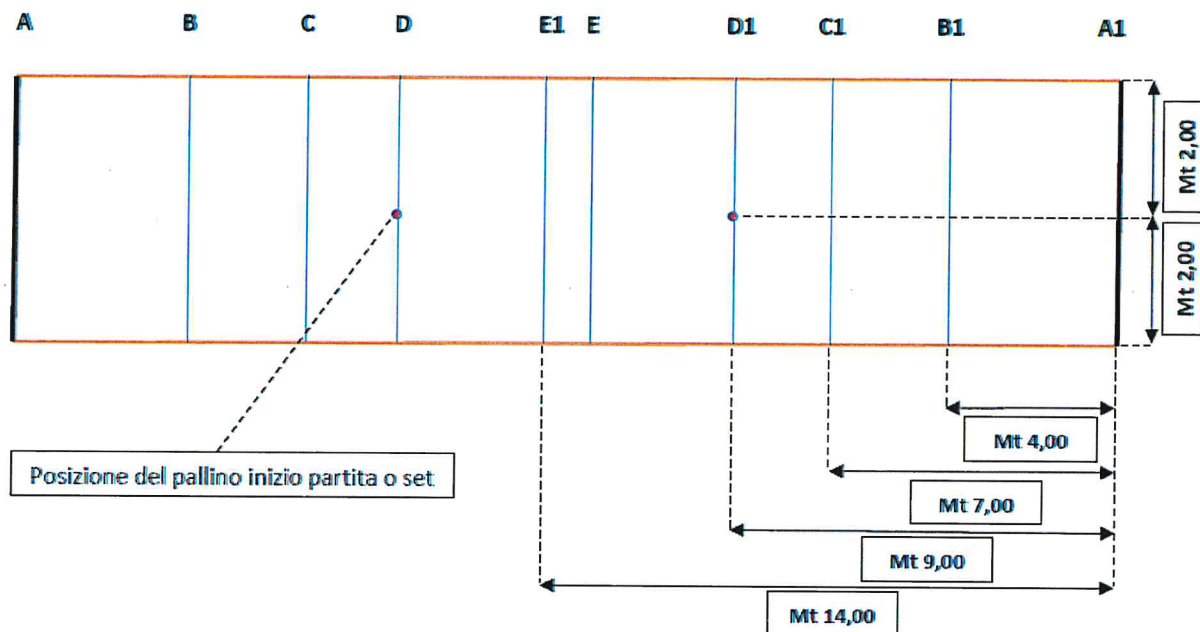 A B C D E1 E D1 C1 B1 A1
Mt 2,00
Mt 2,00
Mt 4,00
Posizione del pallino inizio partita o set
Mt 7,00
Mt 9,00
Mt 14,00